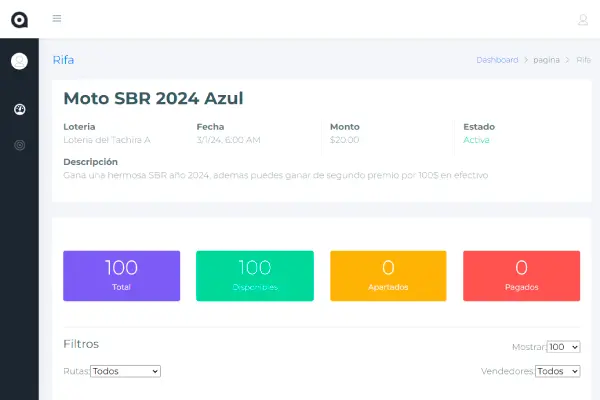 Rifa
Dashboard > pagina > Rifa
Moto SBR 2024 Azul
Loteria Fecha Monto Estado
Loteria del Tachira A 3/1/24, 6:00 AM $20.00 Activa
Descripción
Gana una hermosa SBR año 2024, ademas puedes ganar de segundo premio por 100$ en efectivo
100 100 0 0
Total Disponibles Apartados Pagados
Filtros Mostrar: 100
Rutas: Todos Vendedores: Todos